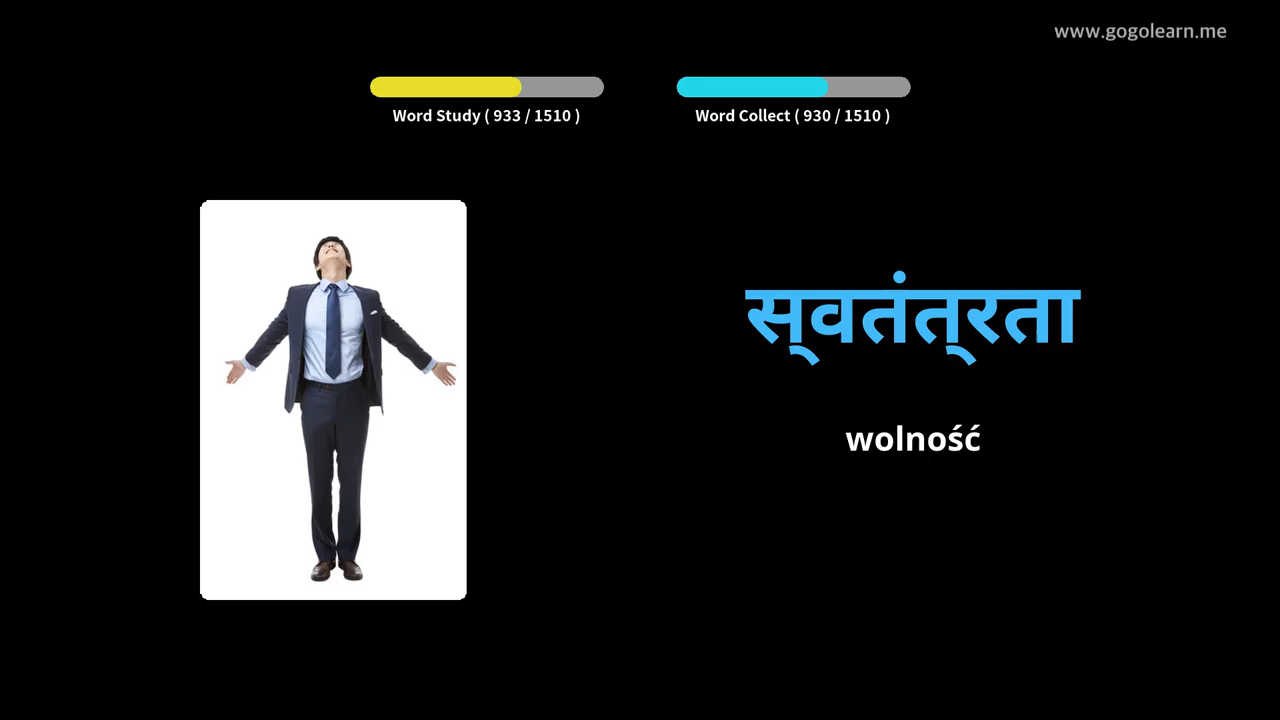 www.gogolearn.me
Word Study ( 933 / 1510 )
Word Collect ( 930 / 1510 )
स्‌वतंत्‌रता
wolność